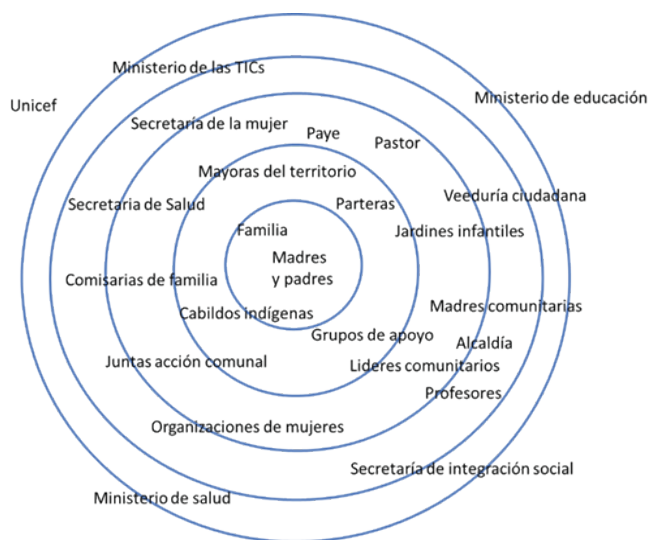 Ministerio de las TICs
Unicef
Ministerio de educación
Secretaría de la mujer
Paye
Pastor
Mayoras del territorio
Veeduría ciudadana
Secretaria de Salud
Parteras
Familia
Jardines infantiles
Madres
y padres
Comisarias de familia
Madres comunitarias
Cabildos indígenas
Grupos de apoyo
Alcaldía
Juntas acción comunal
Lideres comunitarios
Profesores
Organizaciones de mujeres
Secretaría de integración social
Ministerio de salud